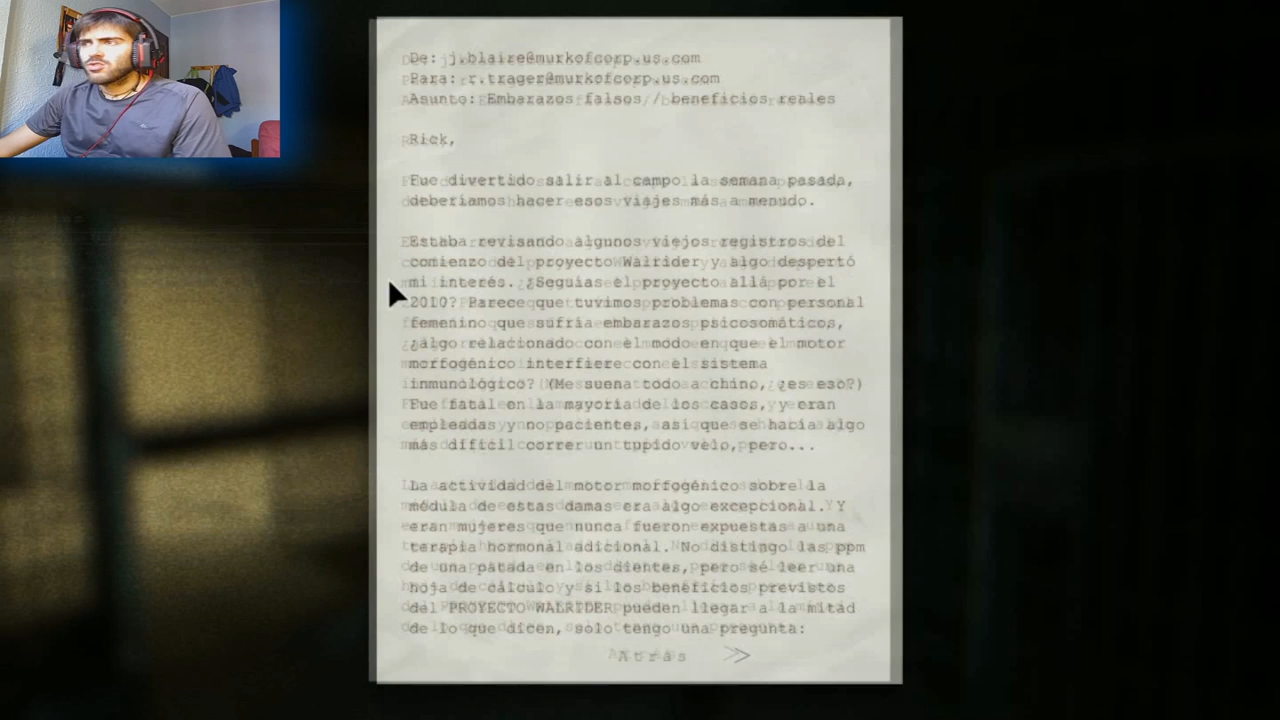 De: j.blaire@murkofcorp.us.com
Para: r.trager@murkofcorp.us.com
Asunto: Embarazos falsos / beneficios reales
Rick,
Fue divertido salir al campo la semana pasada,
deberiamos hacer esos viajes más a menudo.
Estaba revisando algunos viejos registros del
comienzo del proyecto Walrider y algo despertó
mi interés. ¿Seguias el proyecto allá por el
2010? Parece que tuvimos problemas con personal
femenino que sufria embarazos psicosomáticos,
¿algo relacionado con el modo en que el motor
morfogénico interfiere con el sistema
inmunológico? (Me suena todo a chino, ¿es eso?)
Fue fatal en la mayoria de los casos, y eran
empleadas y no pacientes, asi que se hacia algo
más dificil correr un tupido velo, pero...
La actividad del motor morfogénico sobre la
médula de estas damas era algo excepcional. Y
eran mujeres que nunca fueron expuestas a una
terapia hormonal adicional. No distingo las ppm
de una patada en los dientes, pero sé leer una
hoja de cálculo y si los beneficios previstos
del PROYECTO WALRIDER pueden llegar a la mitad
de lo que dicen, solo tengo una pregunta:
Atrás >>